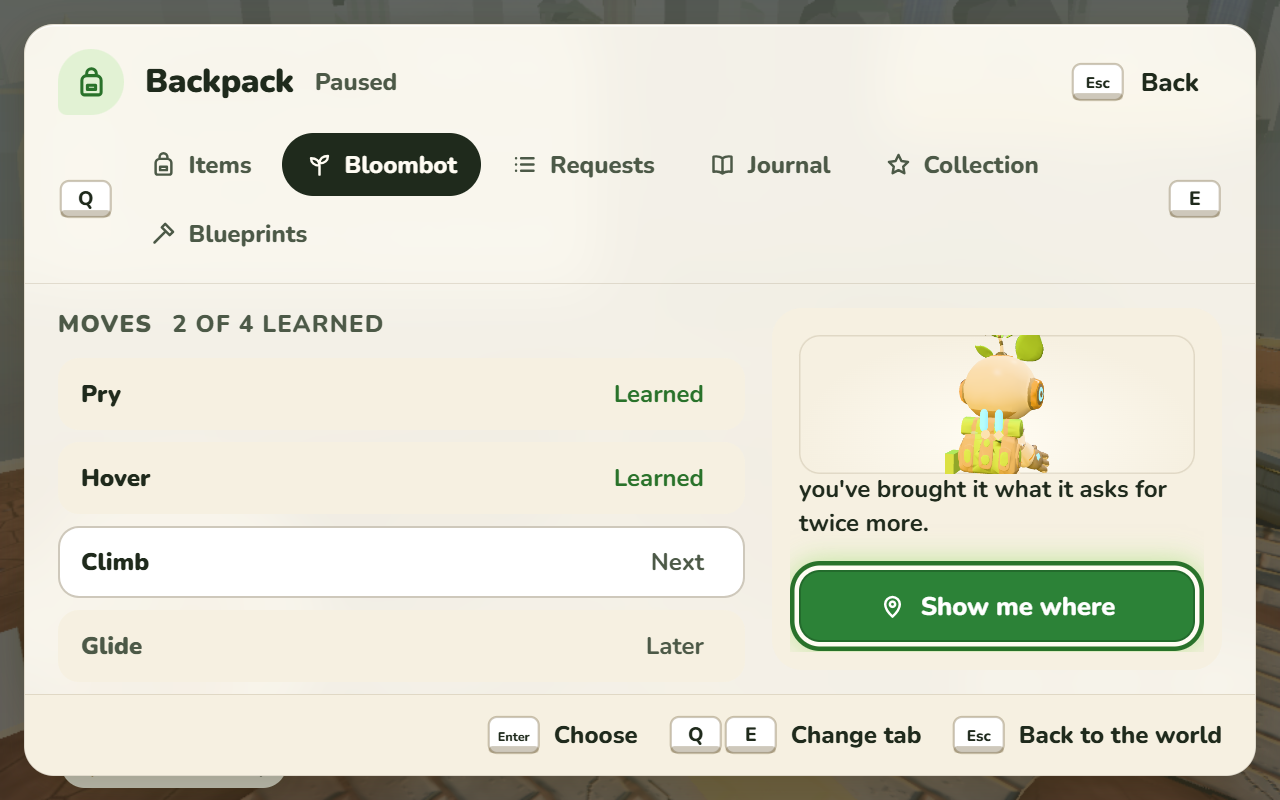 Backpack Paused
Esc Back
Items Bloombot Requests Journal Collection
Q E
Blueprints
MOVES 2 OF 4 LEARNED
Pry Learned
Hover Learned
Climb Next
Glide Later
you've brought it what it asks for
twice more.
Show me where
Enter Choose Q E Change tab Esc Back to the world